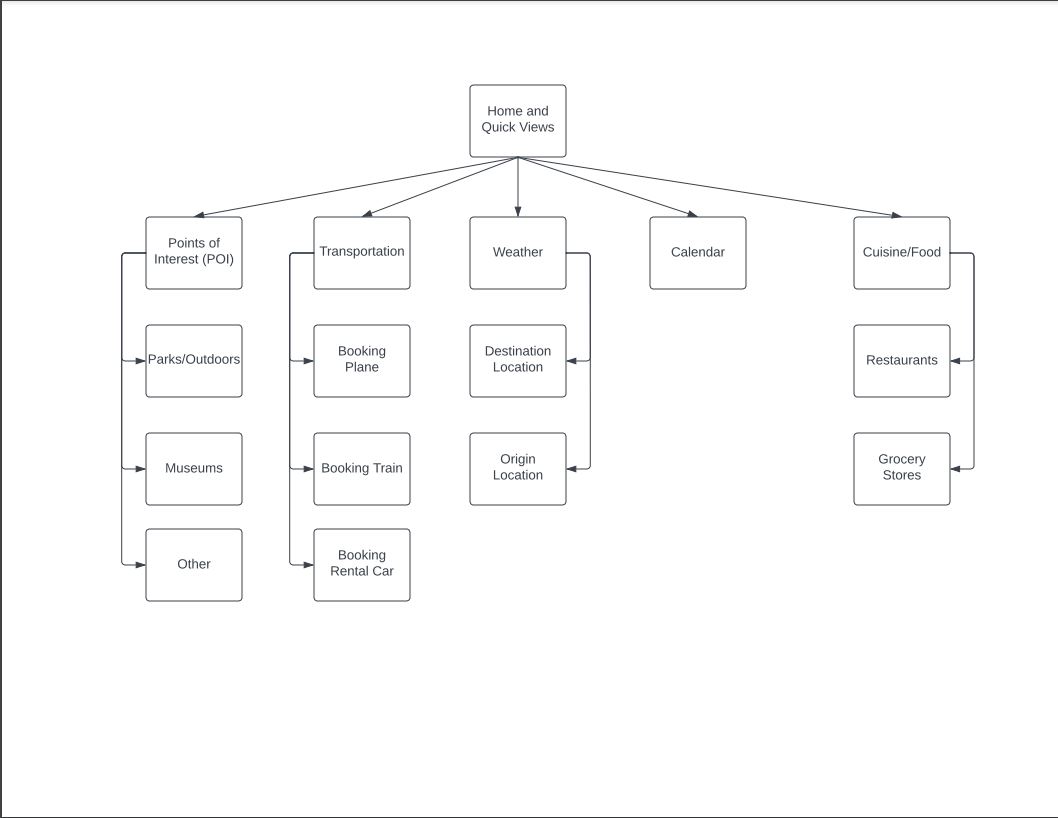 Home and
Quick Views
Points of
Interest (POI)
Transportation
Weather
Calendar
Cuisine/Food
Parks/Outdoors
Booking
Plane
Destination
Location
Restaurants
Museums
Booking Train
Origin
Location
Grocery
Stores
Other
Booking
Rental Car